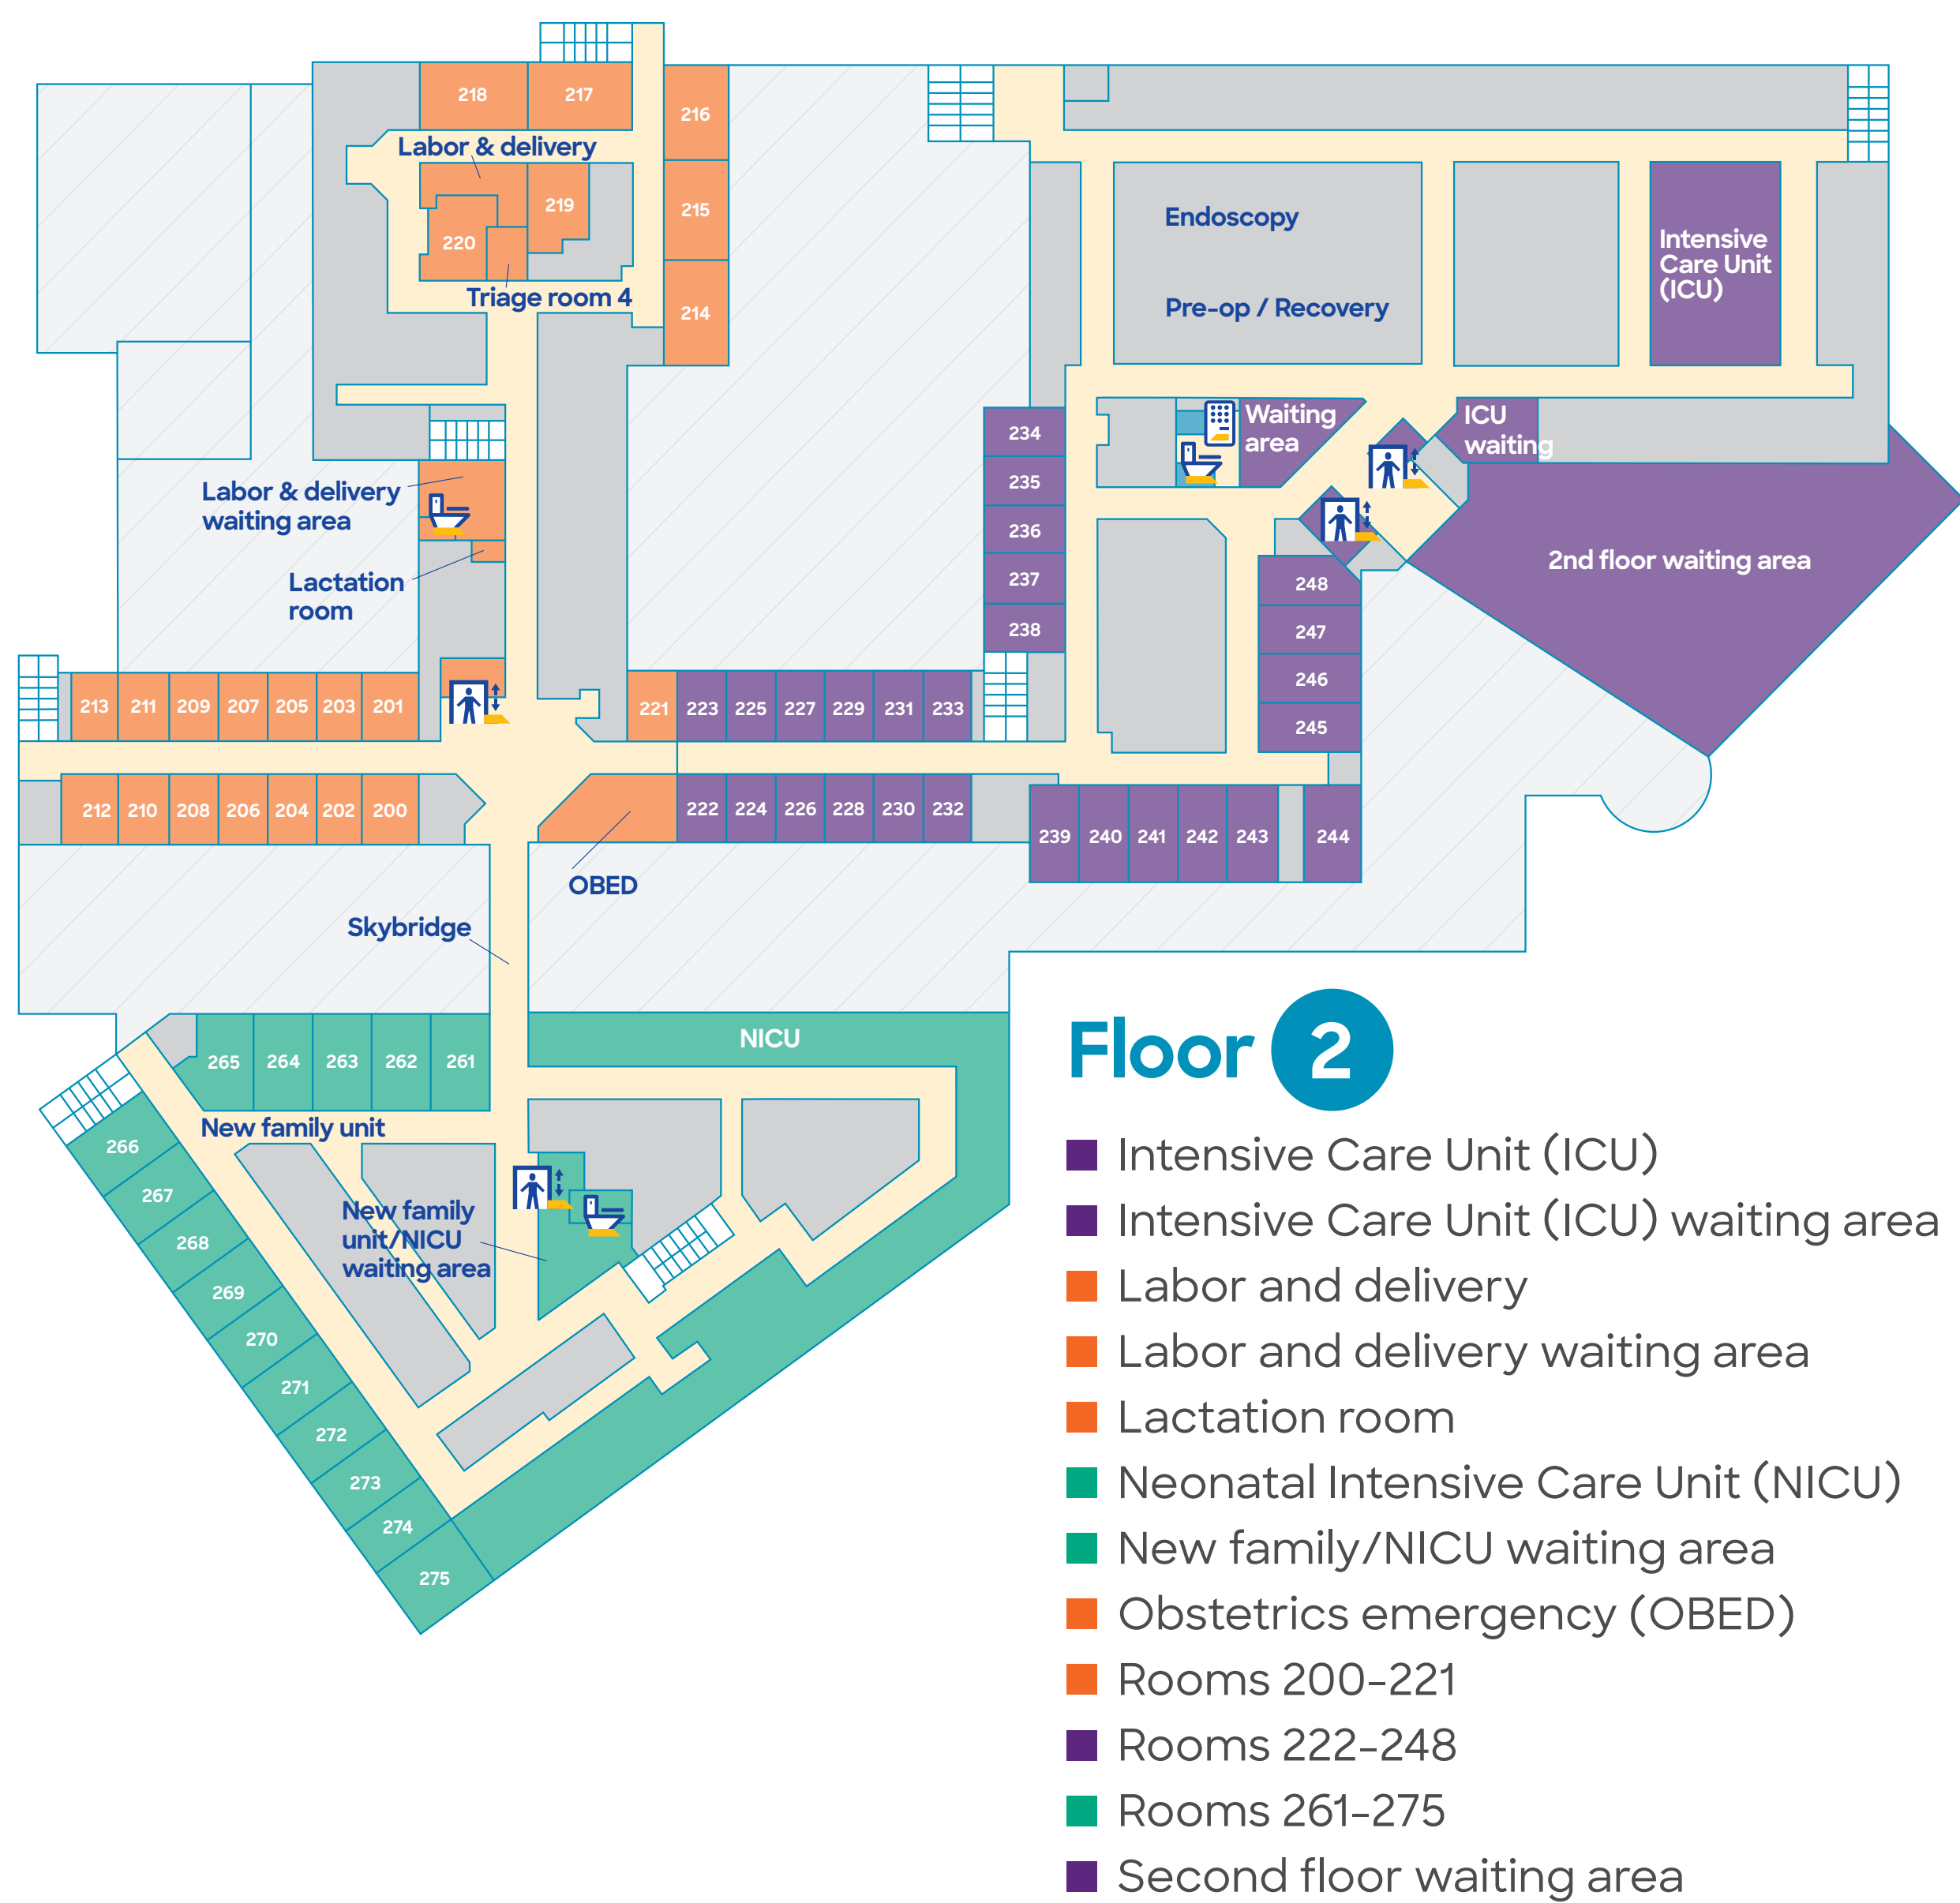 218
217
216
Labor & delivery
219
215
220
Triage room 4
214
Endoscopy
Pre-op / Recovery
Intensive
Care Unit
(ICU)
Waiting
area
ICU
waiting
234
235
236
237
238
Labor & delivery
waiting area
Lactation
room
2nd floor waiting area
248
247
246
245
213
211
209
207
205
203
201
221
223
225
227
229
231
233
212
210
208
206
204
202
200
222
224
226
228
230
232
239
240
241
242
243
244
OBED
Skybridge
NICU
265
264
263
262
261
New family unit
266
267
268
269
270
271
272
273
274
275
New family
unit/NICU
waiting area
Floor 2
Intensive Care Unit (ICU)
Intensive Care Unit (ICU) waiting area
Labor and delivery
Labor and delivery waiting area
Lactation room
Neonatal Intensive Care Unit (NICU)
New family/NICU waiting area
Obstetrics emergency (OBED)
Rooms 200–221
Rooms 222–248
Rooms 261–275
Second floor waiting area